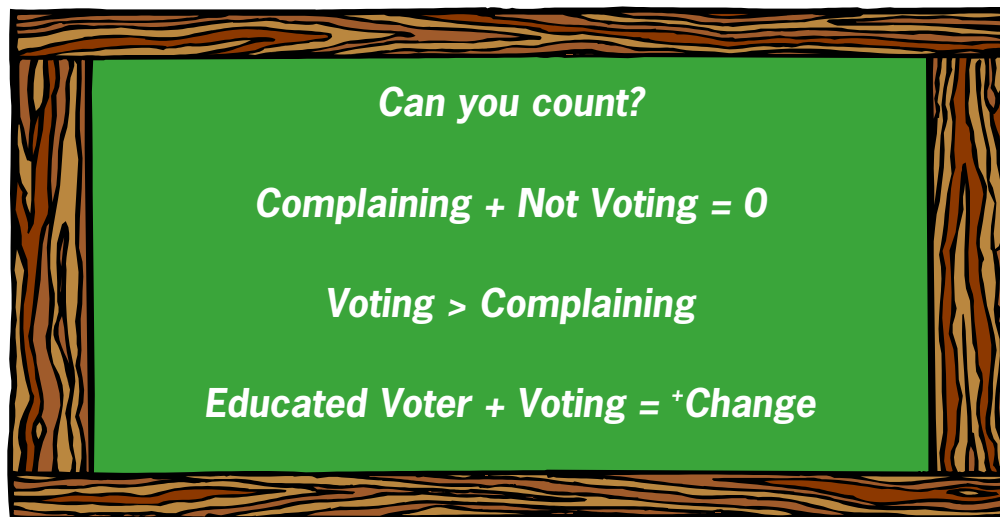 Can you count?
Complaining + Not Voting = 0
Voting > Complaining
Educated Voter + Voting = ⁺Change